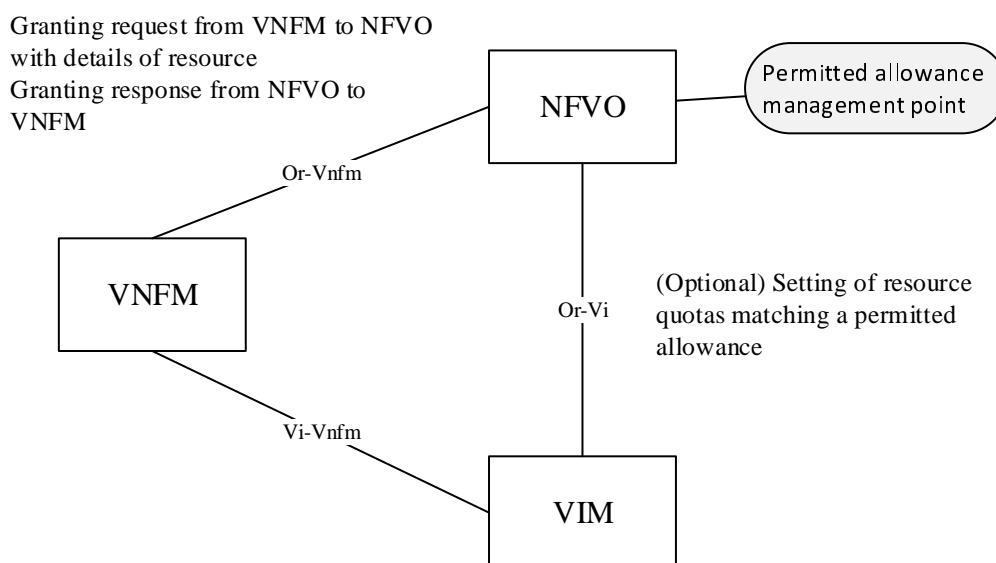 Granting request from VNFM to NFVO
with details of resource
Granting response from NFVO to
VNFM
NFVO
Permitted allowance
management point
Or-Vnfm
VNFM
(Optional) Setting of resource
quotas matching a permitted
allowance
Or-Vi
Vi-Vnfm
VIM